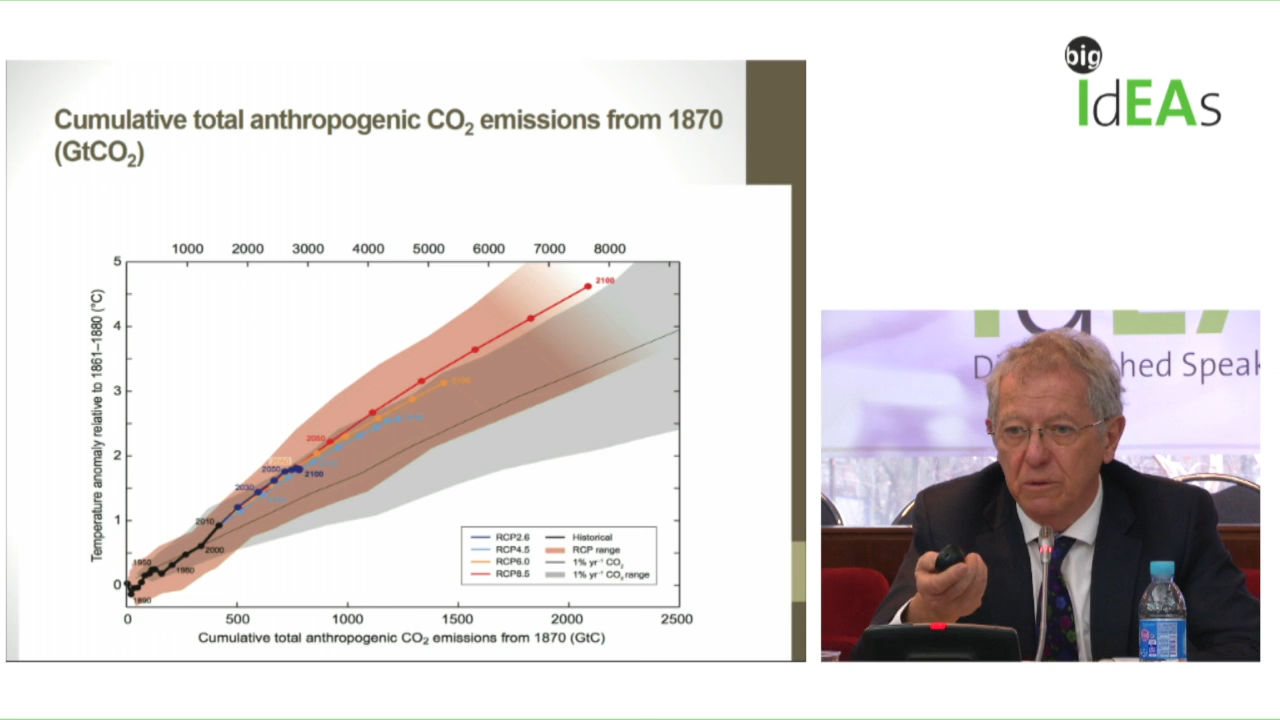 Cumulative total anthropogenic CO₂ emissions from 1870
(GtCO₂)
big
IdEAs
1000 2000 3000 4000 5000 6000 7000 8000
5
4
3
2
1
0
Temperature anomaly relative to 1861–1880 (°C)
2100
2100
2050
2050
2100
2030
2010
2000
1950
1980
1890
RCP2.6
RCP4.5
RCP6.0
RCP8.5
Historical
RCP range
1% yr⁻¹ CO₂
1% yr⁻¹ CO₂ range
0 500 1000 1500 2000 2500
Cumulative total anthropogenic CO₂ emissions from 1870 (GtC)
hed Speak